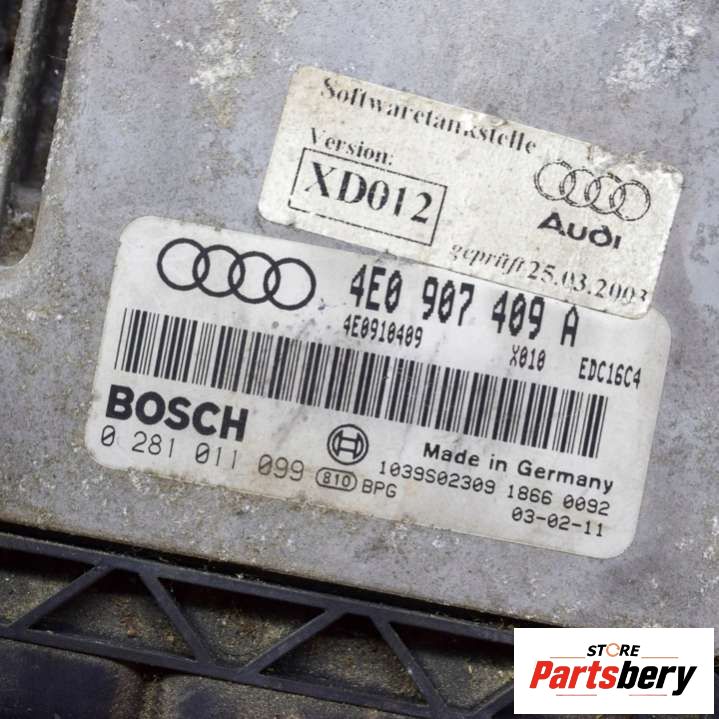 Softwaretankstelle
Version:
XD012
Audi
geprüft 25.03.2003
4E0 907 409 A
4E0910409 X010 EDC16C4
BOSCH
0 281 011 099
810 BPG
Made in Germany
1039S02309 1866 0092
03-02-11
STORE
Partsbery